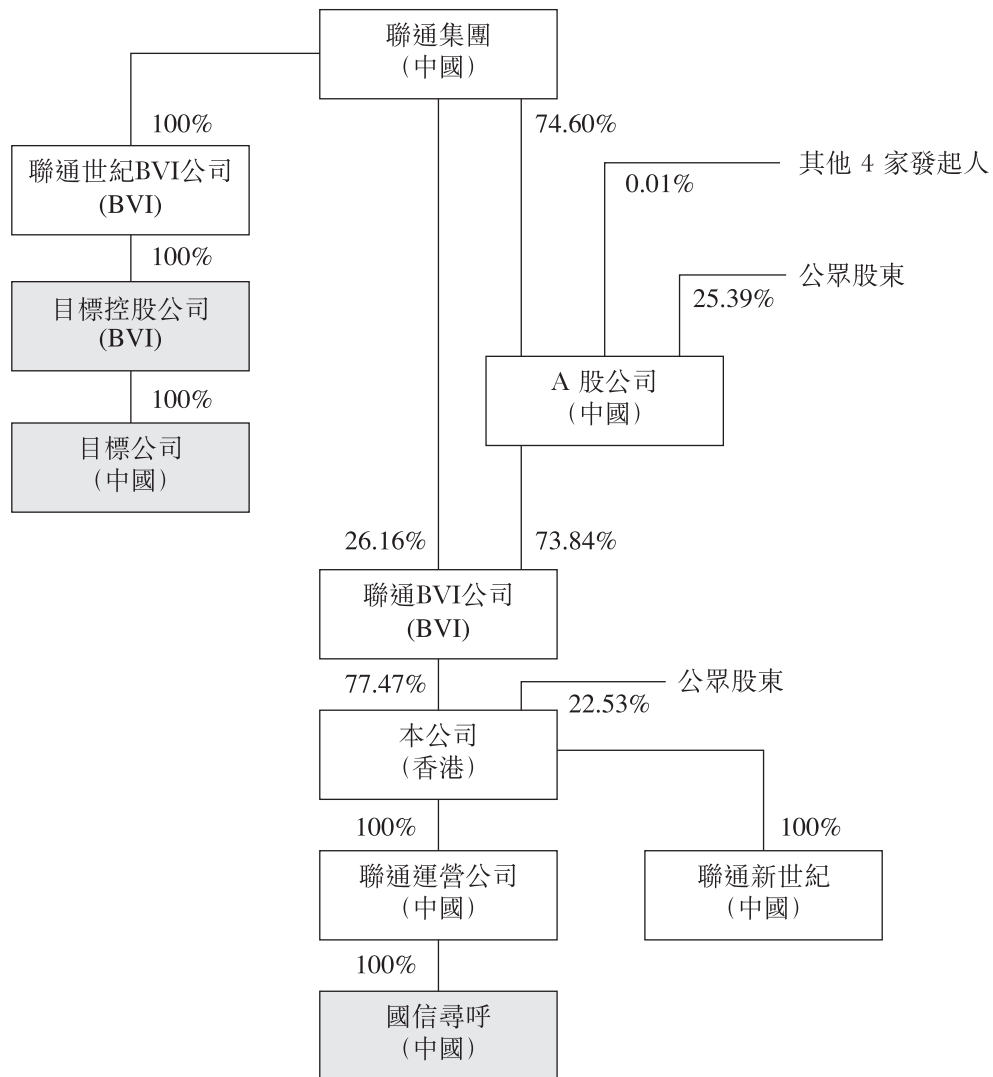 聯通集團
（中國）
100%
74.60%
聯通世紀BVI公司
(BVI)
其他 4 家發起人
0.01%
100%
公眾股東
25.39%
目標控股公司
(BVI)
A 股公司
（中國）
100%
目標公司
（中國）
26.16%
73.84%
聯通BVI公司
(BVI)
77.47%
公眾股東
22.53%
本公司
（香港）
100%
100%
聯通運營公司
（中國）
聯通新世紀
（中國）
100%
國信尋呼
（中國）